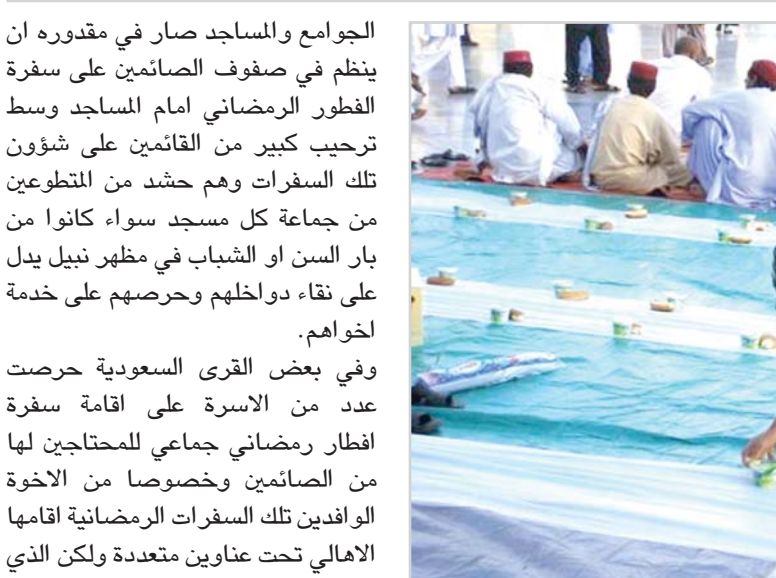 الجوامع والمساجد صار في مقدوره ان
ينظم في صفوف الصائمين على سفرة
الفطور الرمضاني امام المساجد وسط
ترحيب كبير من القائمين على شؤون
تلك السفرات وهم حشد من المتطوعين
من جماعة كل مسجد سواء كانوا من
بار السن او الشباب في مظهر نبيل يدل
على نقاء دواخلهم وحرصهم على خدمة
اخواهم.
وفي بعض القرى السعودية حرصت
عدد من الاسرة على اقامة سفرة
افطار رمضاني جماعي للمحتاجين لها
من الصائمين وخصوصا من الاخوة
الوافدين تلك السفرات الرمضانية اقامها
الاهالي تحت عناوين متعددة ولكن الذي